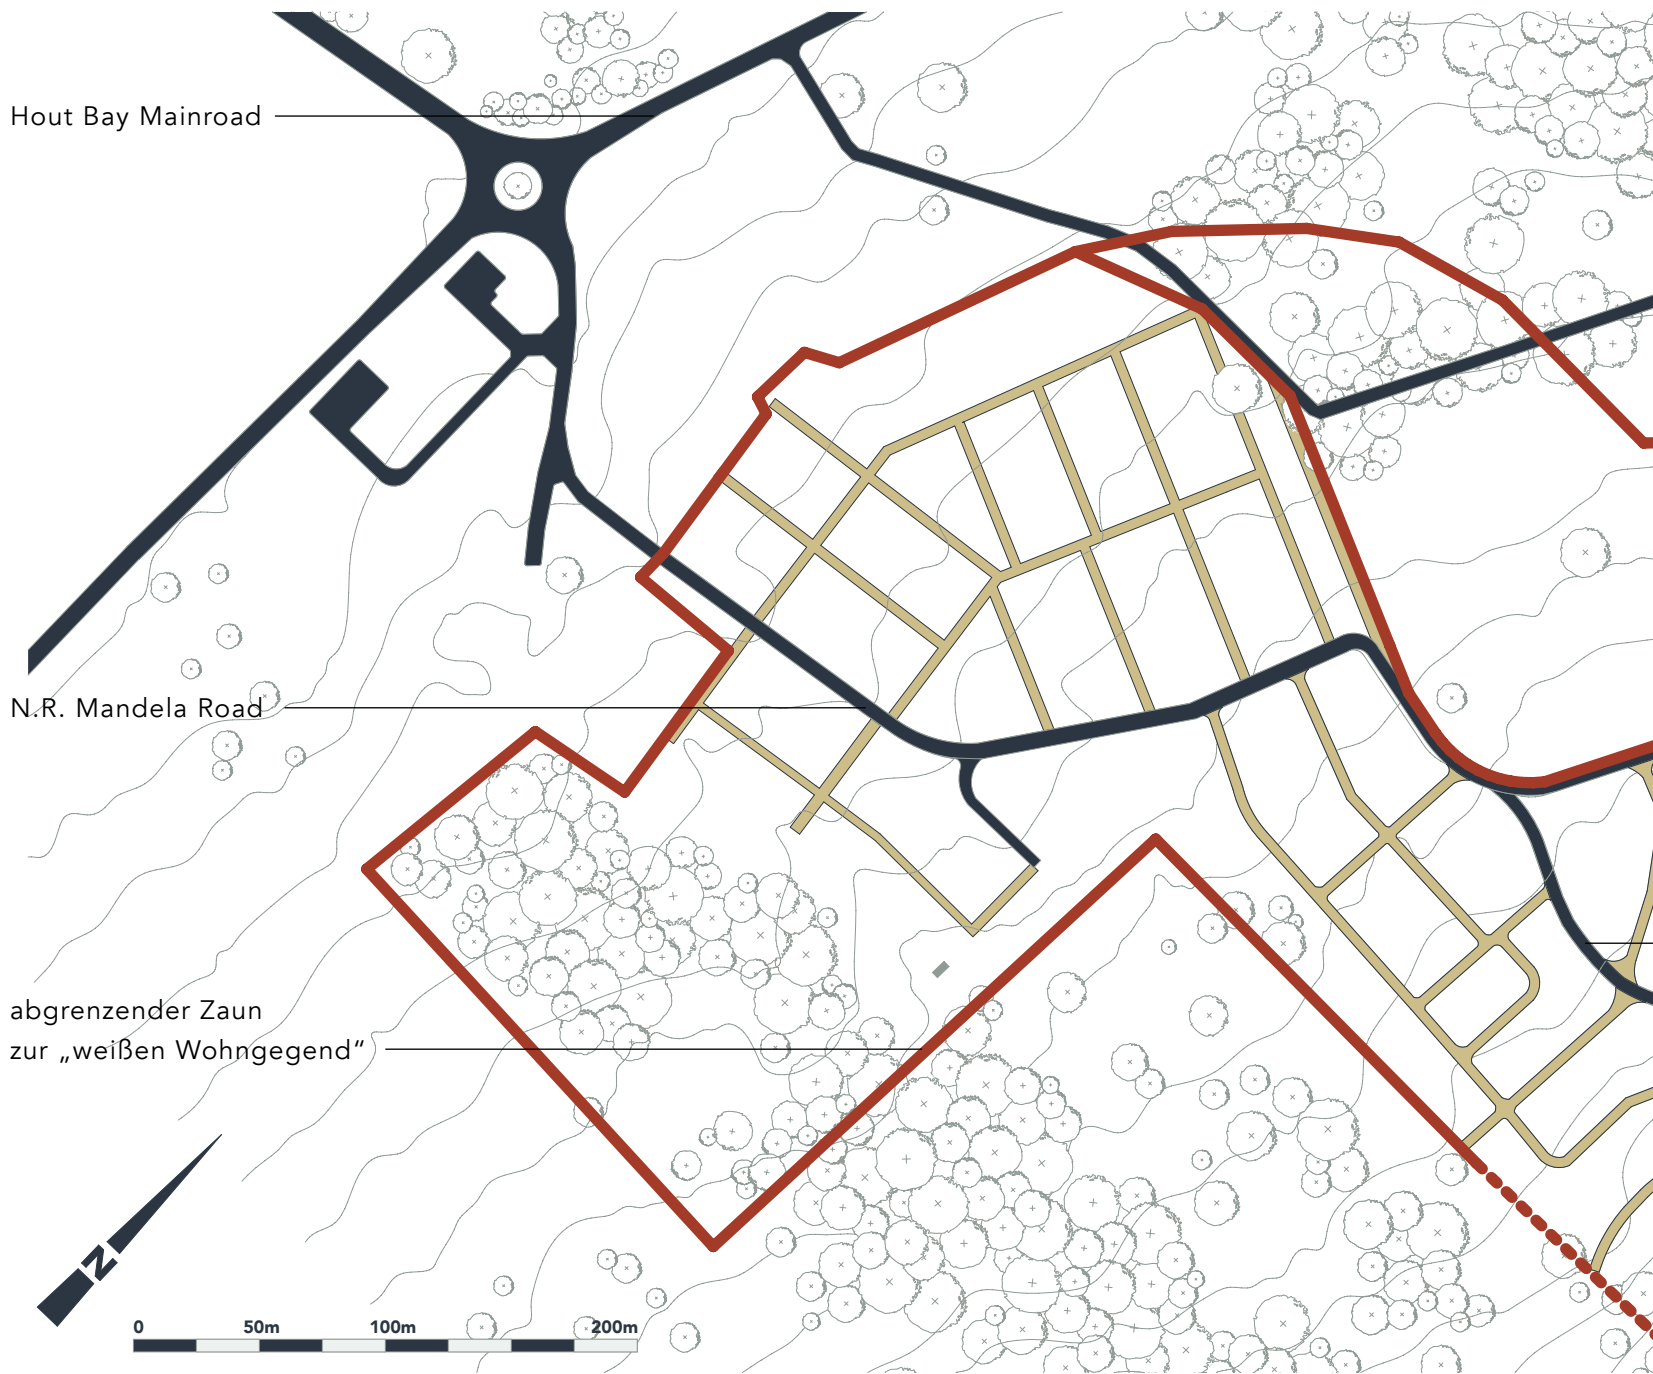 Hout Bay Mainroad
N.R. Mandela Road
abgrenzender Zaun
zur „weißen Wohngegend“
N
0 50m 100m 200m